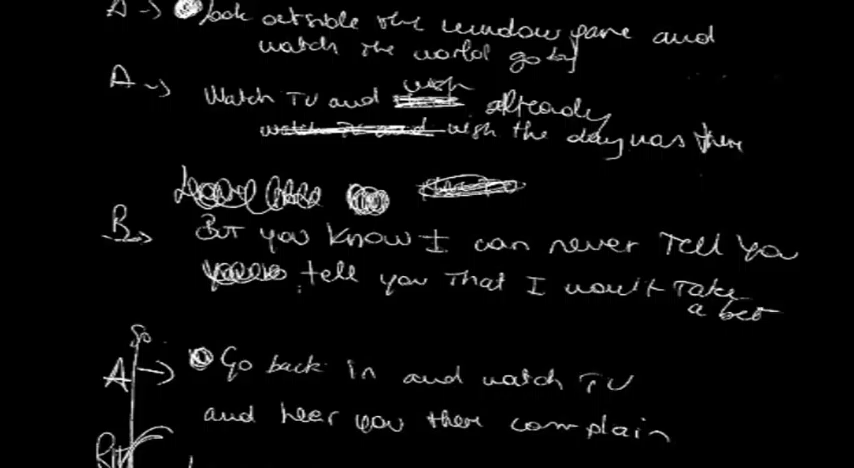 A → look outside the window pane and
watch the world go by
A → wish
Watch TV and already
wish the day was there
B → But you know I can never Tell You
tell you That I won't Take
a bet
So
A → Go back in and watch TV
and hear you there complain